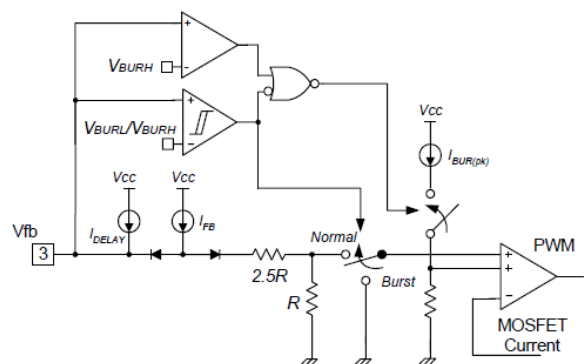 VBURH
VBURL/VBURH
Vcc
IBUR(pk)
Vcc
Vcc
Vfb
3
IDELAY
IFB
Normal
2.5R
R
Burst
PWM
MOSFET
Current